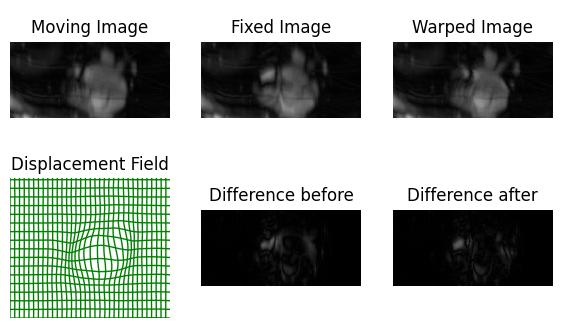 Moving Image
Fixed Image
Warped Image
Displacement Field
Difference before
Difference after